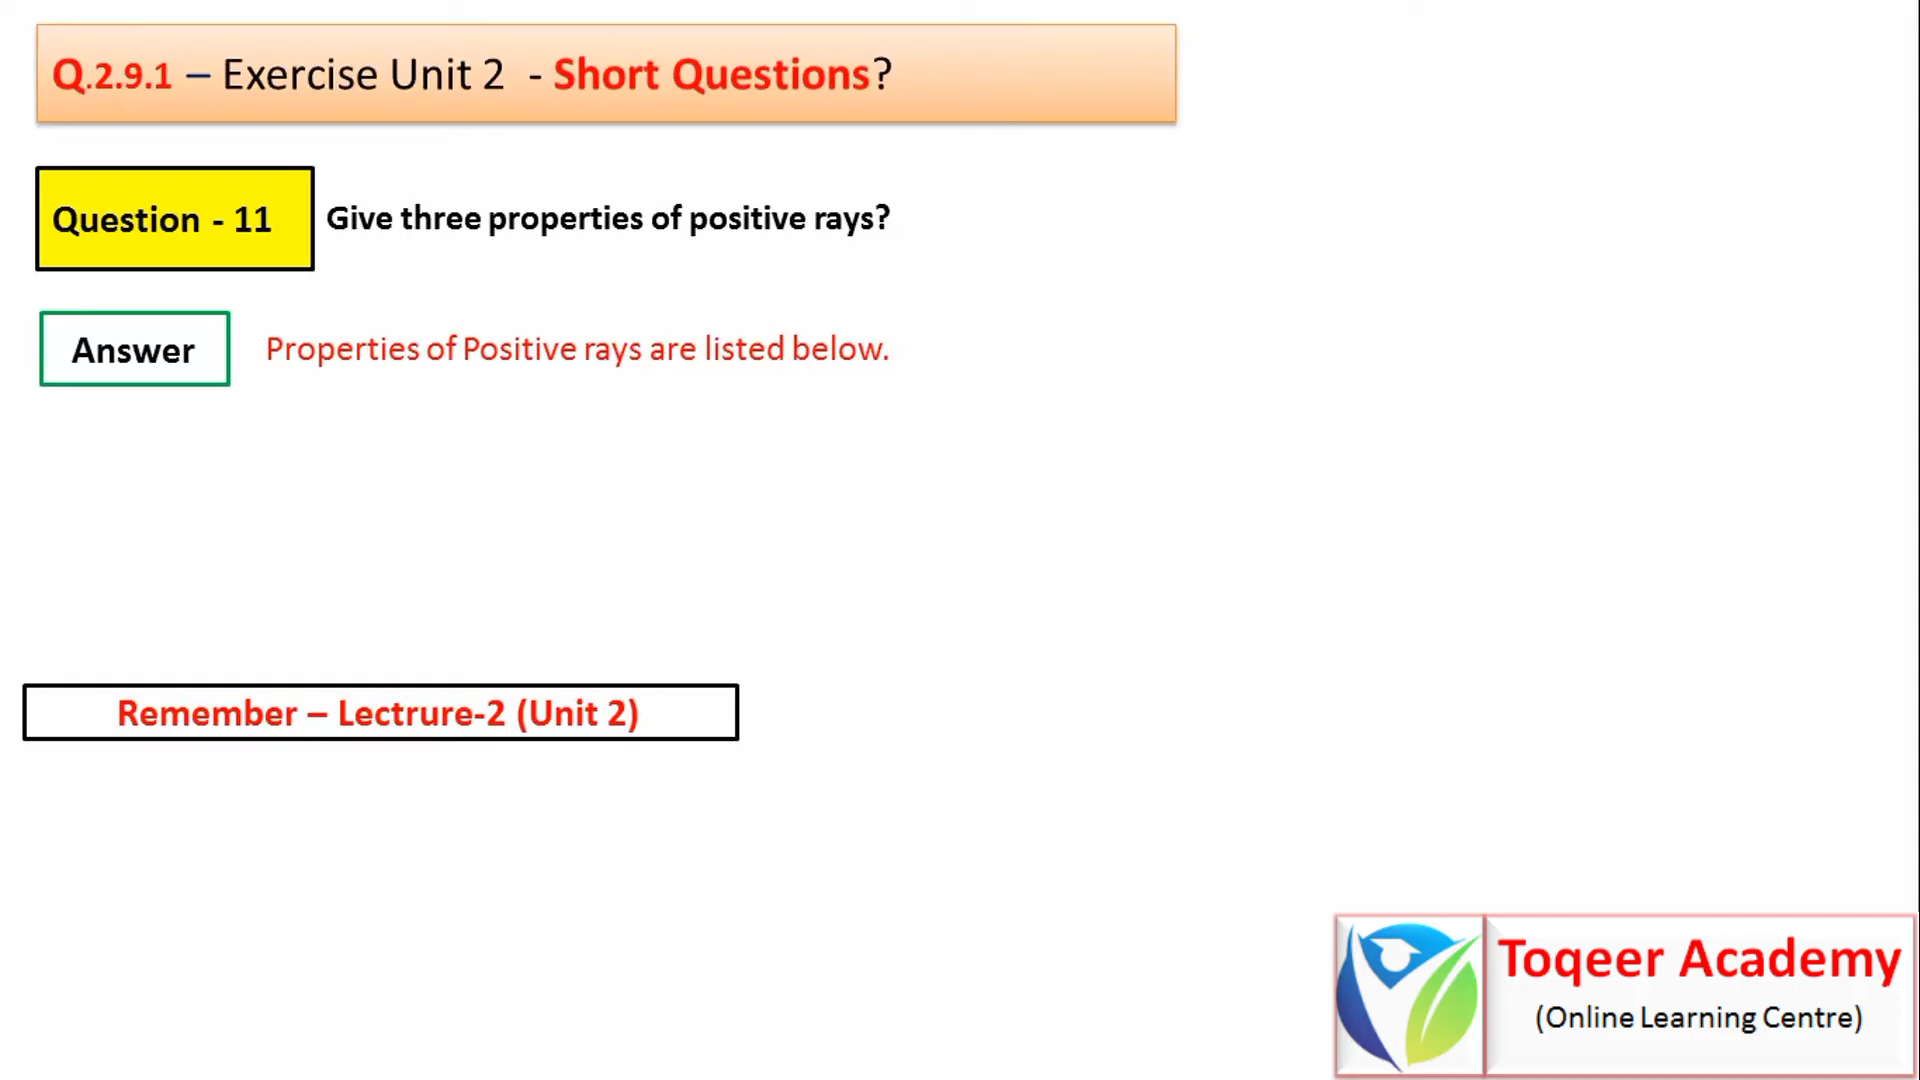 Q.2.9.1 – Exercise Unit 2 - Short Questions?
Question - 11 Give three properties of positive rays?
Answer Properties of Positive rays are listed below.
Remember – Lectrure-2 (Unit 2)
Toqeer Academy
(Online Learning Centre)